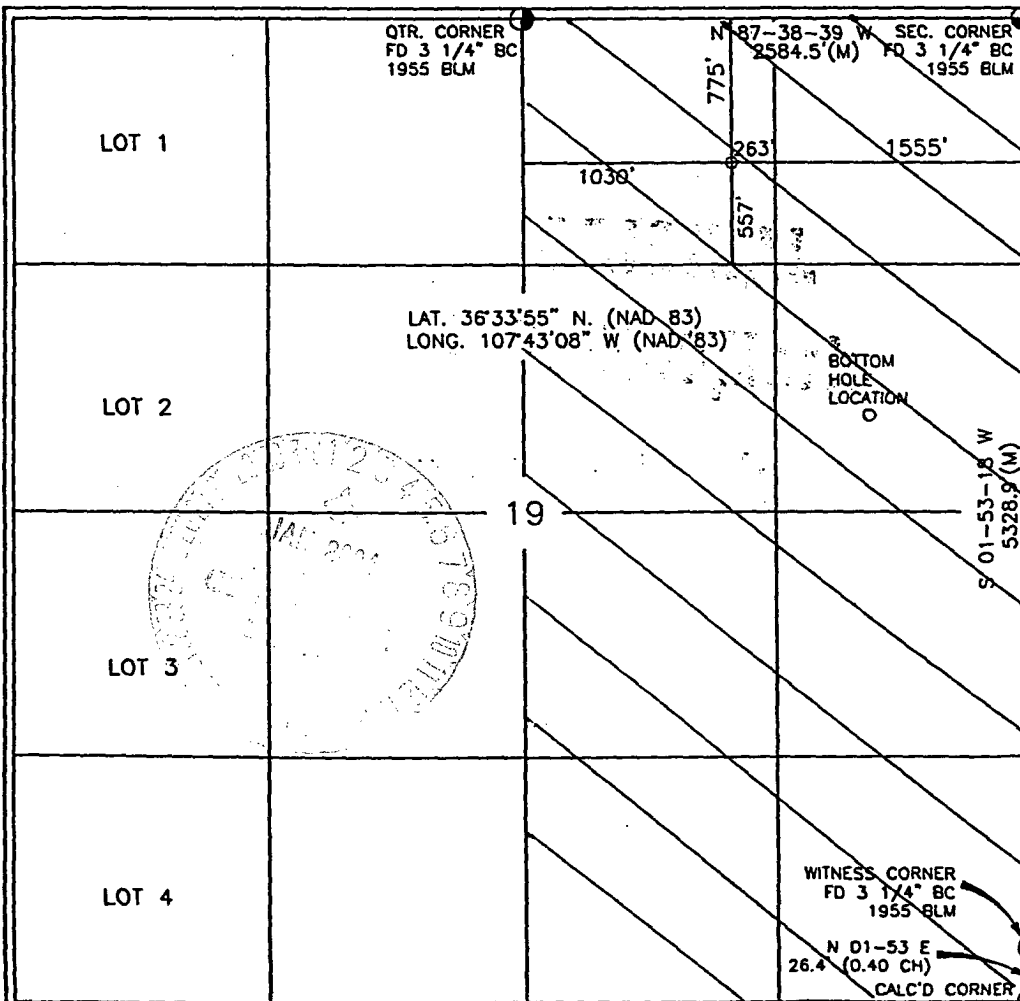 QTR. CORNER
FD 3 1/4" BC
1955 BLM
N 87-38-39 W
2584.5'(M)
SEC. CORNER
FD 3 1/4" BC
1955 BLM
775'
LOT 1
263'
1555'
1030'
557'
LAT. 36°33'55" N. (NAD 83)
LONG. 107°43'08" W (NAD 83)
BOTTOM
HOLE
LOCATION
LOT 2
S 01-53-18 W
5328.9 (M)
19
LOT 3
WITNESS CORNER
FD 3 1/4" BC
1955 BLM
LOT 4
N 01-53 E
26.4' (0.40 CH)
CALC'D CORNER